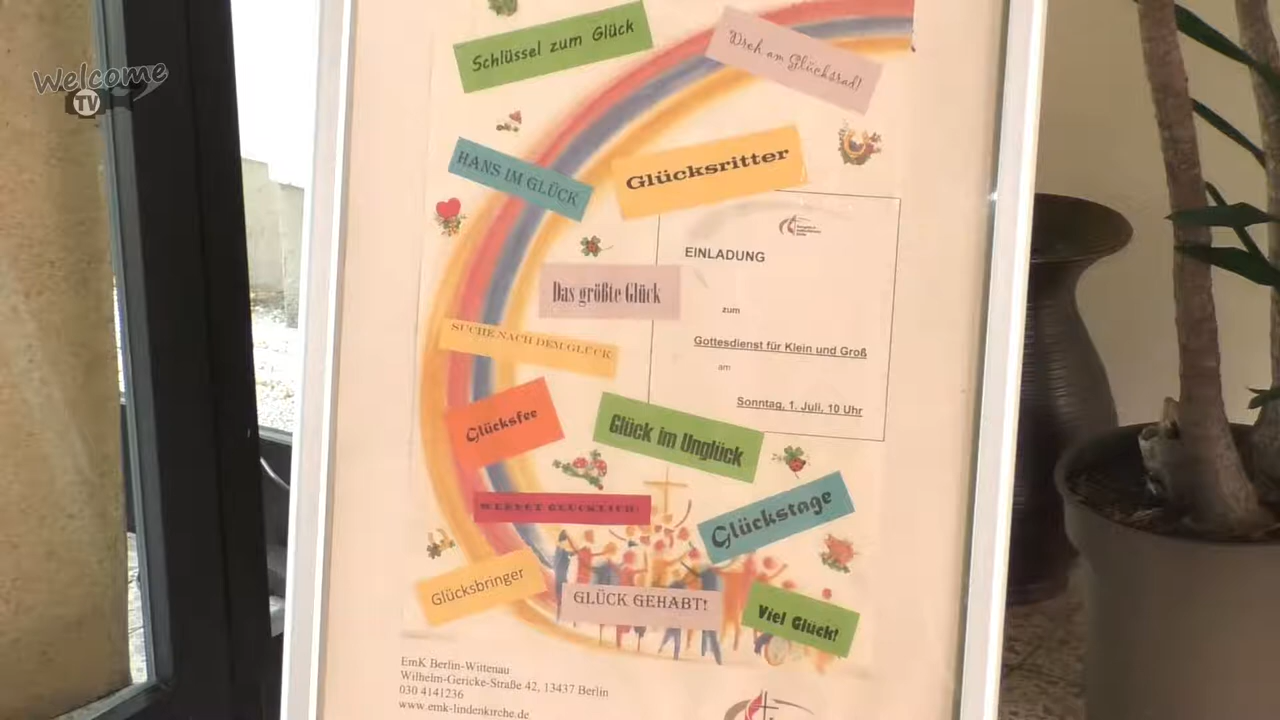 Welcome
TV
Schlüssel zum Glück
Dreh am Glücksrad!
HANS IM GLÜCK
Glücksritter
EINLADUNG
Das größte Glück
zum
SUCHE NACH DEM GLÜCK
Gottesdienst für Klein und Groß
am
Sonntag, 1. Juli, 10 Uhr
Glücksfee
Glück im Unglück
WERDET GLÜCKLICH!
Glückstage
Glücksbringer
GLÜCK GEHABT!
Viel Glück!
EmK Berlin-Wittenau
Wilhelm-Gericke-Straße 42, 13437 Berlin
030 4141236
www.emk-lindenkirche.de